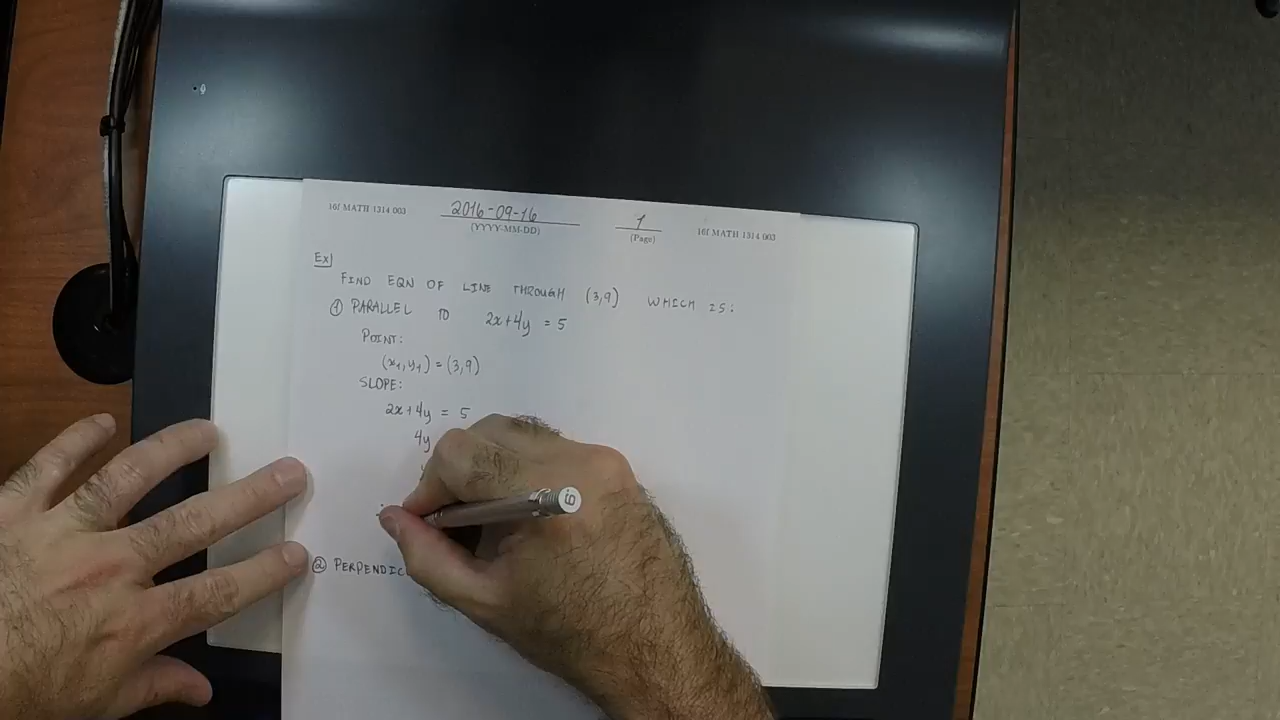 16f MATH 1314 003 2016-09-16 1 16f MATH 1314 003
(YYYY-MM-DD) (Page)
Ex)
FIND EQN OF LINE THROUGH (3,9) WHICH IS:
① PARALLEL TO 2x+4y = 5
POINT:
(x₁,y₁) = (3,9)
SLOPE:
2x+4y = 5
4y
② PERPENDIC